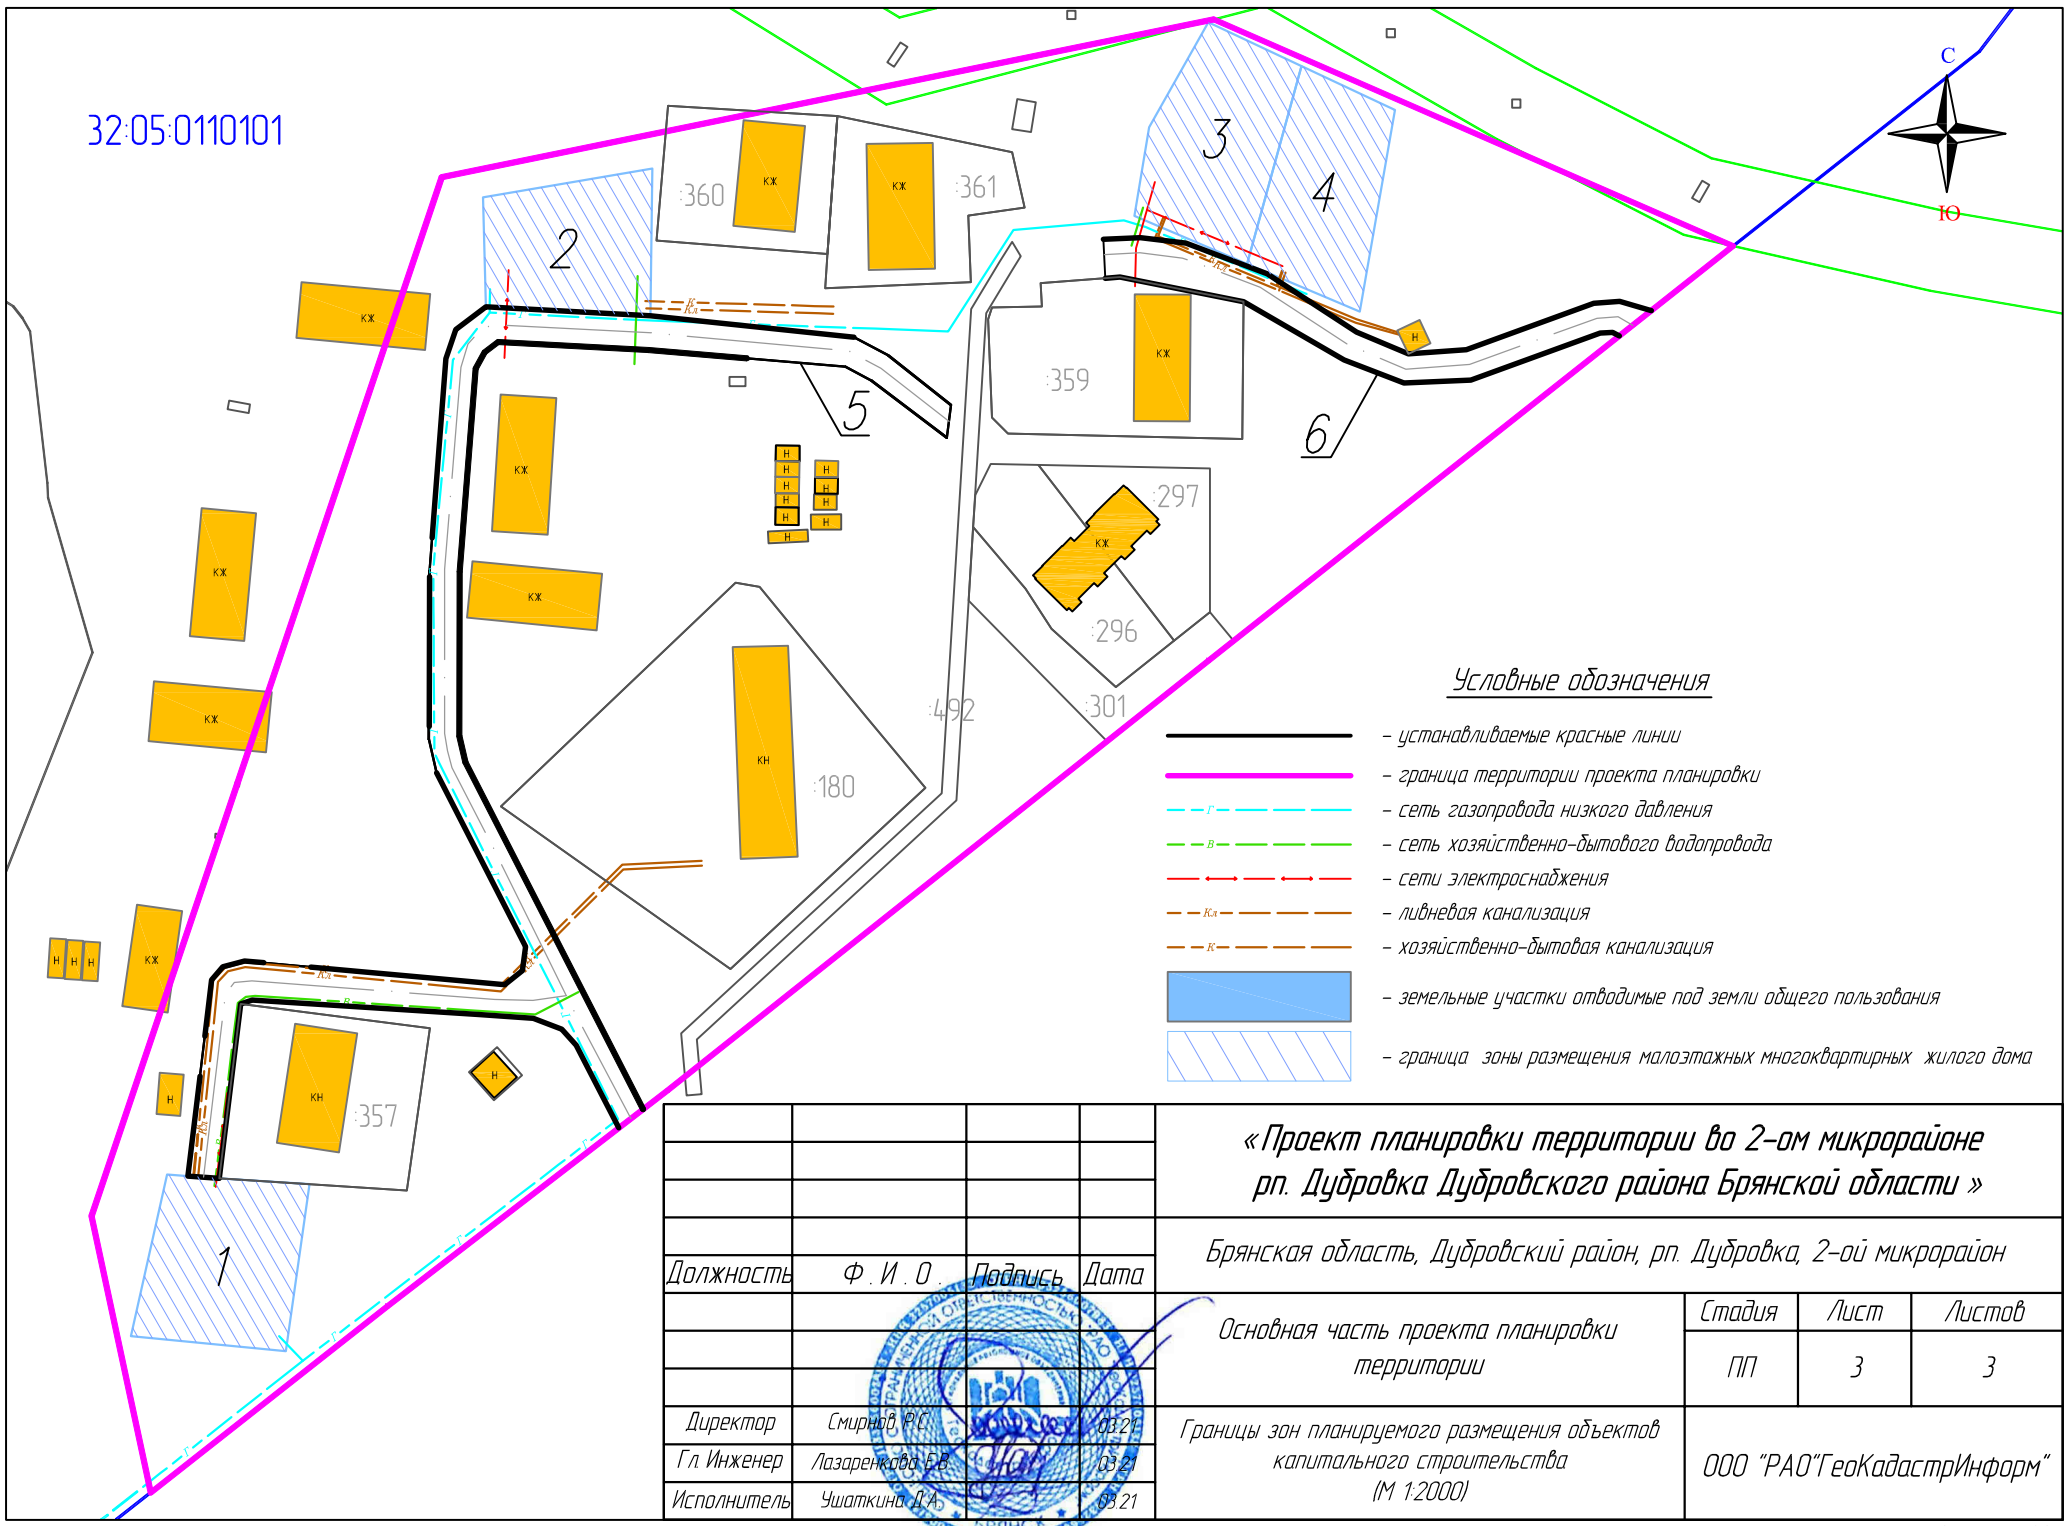 32:05:0110101
С
Ю
3
4
:360
КЖ
КЖ
:361
2
КЖ
К
Кл
Г
Г
Кл
Н
КЖ
:359
5
6
КЖ
Н
Н
Н
Н
Н
Н
Н
Н
Н
Н
:297
КЖ
КЖ
КЖ
:296
:492
:301
КЖ
КН
:180
Кл
В
Н
Н
Н
КЖ
КН
:357
Н
Н
Кл
1
Г
Г
Г
Г
Условные обозначения
- устанавливаемые красные линии
- граница территории проекта планировки
Г
- сеть газопровода низкого давления
В
- сеть хозяйственно-бытового водопровода
- сети электроснабжения
Кл
- ливневая канализация
К
- хозяйственно-бытовая канализация
- земельные участки отводимые под земли общего пользования
- граница зоны размещения малоэтажных многоквартирных жилого дома
«Проект планировки территории во 2-ом микрорайоне
рп. Дубровка Дубровского района Брянской области »
Брянская область, Дубровский район, рп. Дубровка, 2-ой микрорайон
Должность Ф.И.О. Подпись Дата
Основная часть проекта планировки
территории
Стадия Лист Листов
ПП 3 3
Директор Смирнов Р.С. 03.21
Гл. Инженер Лазаренкова Е.В. 03.21
Исполнитель Ушаткина Д.А. 03.21
Границы зон планируемого размещения объектов
капитального строительства
(М 1:2000)
ООО "РАО"ГеоКадастрИнформ"